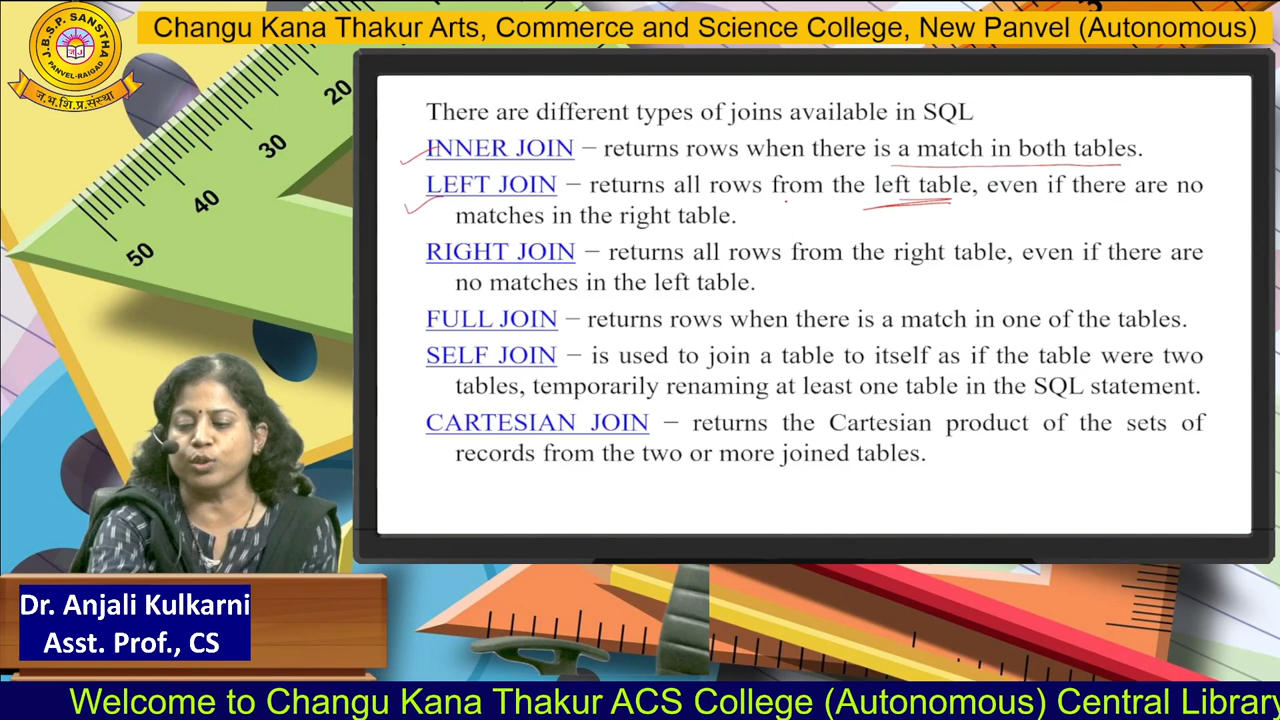 Changu Kana Thakur Arts, Commerce and Science College, New Panvel (Autonomous)
J.B.S.P. SANSTHA
PANVEL-RAIGAD
ज.भ.शि.प्र.संस्था
20
30
40
50
There are different types of joins available in SQL
INNER JOIN − returns rows when there is a match in both tables.
LEFT JOIN − returns all rows from the left table, even if there are no
matches in the right table.
RIGHT JOIN − returns all rows from the right table, even if there are
no matches in the left table.
FULL JOIN − returns rows when there is a match in one of the tables.
SELF JOIN − is used to join a table to itself as if the table were two
tables, temporarily renaming at least one table in the SQL statement.
CARTESIAN JOIN − returns the Cartesian product of the sets of
records from the two or more joined tables.
Dr. Anjali Kulkarni
Asst. Prof., CS
Welcome to Changu Kana Thakur ACS College (Autonomous) Central Library